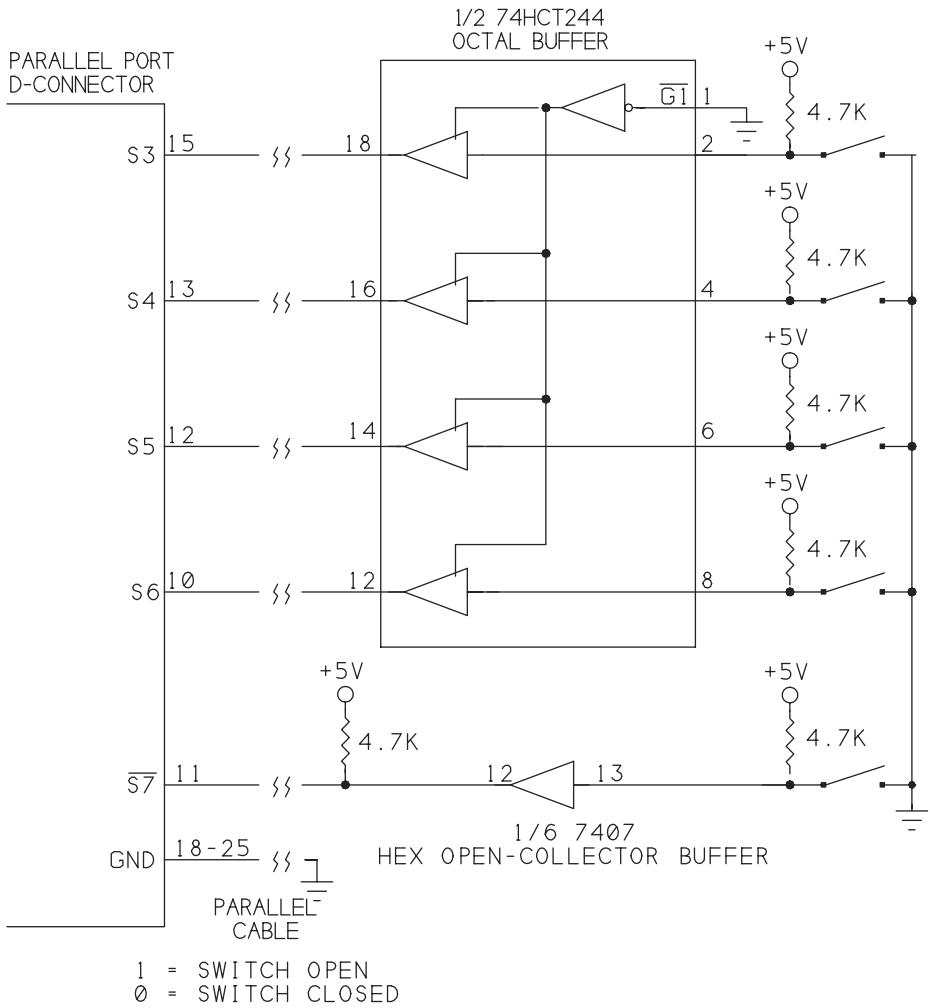 1/2 74HCT244
OCTAL BUFFER
PARALLEL PORT
D-CONNECTOR
+5V
G1 1
4.7K
S3 15
18
2
+5V
4.7K
S4 13
16
4
+5V
4.7K
S5 12
14
6
+5V
4.7K
S6 10
12
8
+5V
4.7K
+5V
4.7K
S7 11
12
13
1/6 7407
HEX OPEN-COLLECTOR BUFFER
GND 18-25
PARALLEL
CABLE
1 = SWITCH OPEN
0 = SWITCH CLOSED